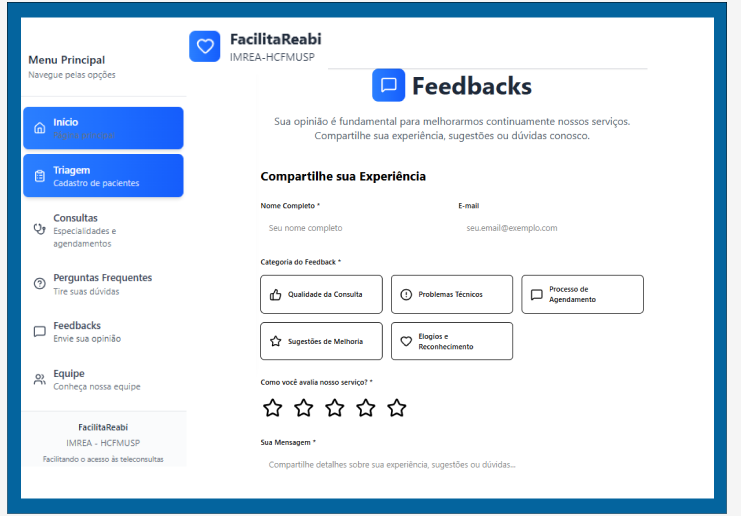 FacilitaReabi
IMREA-HCFMUSP
Menu Principal
Navegue pelas opções
Início
Triagem
Cadastro de pacientes
Consultas
Especialidades e
agendamentos
Perguntas Frequentes
Tire suas dúvidas
Feedbacks
Envie sua opinião
Equipe
Conheça nossa equipe
FacilitaReabi
IMREA - HCFMUSP
Facilitando o acesso às teleconsultas
Feedbacks
Sua opinião é fundamental para melhorarmos continuamente nossos serviços.
Compartilhe sua experiência, sugestões ou dúvidas conosco.
Compartilhe sua Experiência
Nome Completo *
E-mail
Seu nome completo
seu.email@exemplo.com
Categoria do Feedback *
Qualidade da Consulta
Problemas Técnicos
Processo de
Agendamento
Sugestões de Melhoria
Elogios e
Reconhecimento
Como você avalia nosso serviço? *
Sua Mensagem *
Compartilhe detalhes sobre sua experiência, sugestões ou dúvidas...